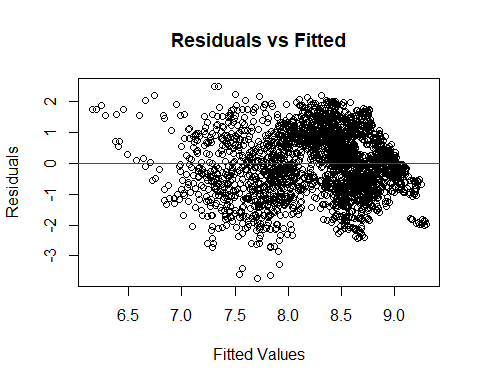 Residuals vs Fitted
Residuals
2
1
0
-1
-2
-3
6.5 7.0 7.5 8.0 8.5 9.0
Fitted Values